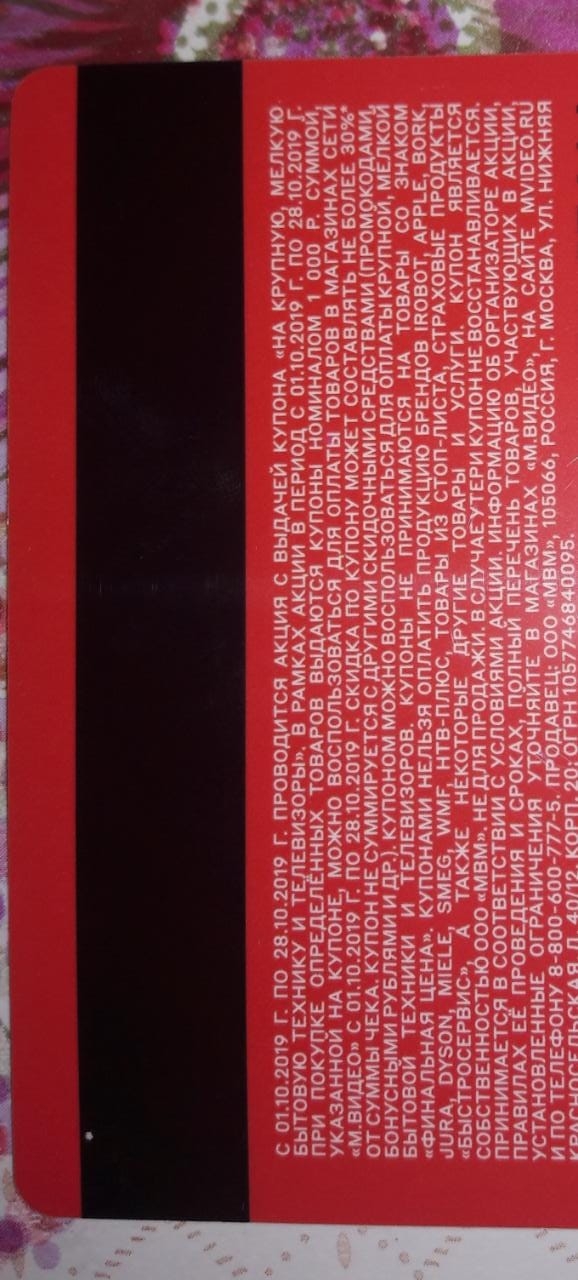 С 01.10.2019 Г. ПО 28.10.2019 Г. ПРОВОДИТСЯ АКЦИЯ С ВЫДАЧЕЙ КУПОНА «НА КРУПНУЮ, МЕЛКУЮ
БЫТОВУЮ ТЕХНИКУ И ТЕЛЕВИЗОРЫ». В РАМКАХ АКЦИИ В ПЕРИОД С 01.10.2019 Г. ПО 28.10.2019 Г.
ПРИ ПОКУПКЕ ОПРЕДЕЛЁННЫХ ТОВАРОВ ВЫДАЮТСЯ КУПОНЫ НОМИНАЛОМ 1 000 Р. СУММОЙ,
УКАЗАННОЙ НА КУПОНЕ, МОЖНО ВОСПОЛЬЗОВАТЬСЯ ДЛЯ ОПЛАТЫ ТОВАРОВ В МАГАЗИНАХ СЕТИ
«М.ВИДЕО» С 01.10.2019 Г. ПО 28.10.2019 Г. СКИДКА ПО КУПОНУ МОЖЕТ СОСТАВЛЯТЬ НЕ БОЛЕЕ 30%*
ОТ СУММЫ ЧЕКА. КУПОН НЕ СУММИРУЕТСЯ С ДРУГИМИ СКИДОЧНЫМИ СРЕДСТВАМИ (ПРОМОКОДАМИ,
БОНУСНЫМИ РУБЛЯМИ И ДР.). КУПОНОМ МОЖНО ВОСПОЛЬЗОВАТЬСЯ ДЛЯ ОПЛАТЫ КРУПНОЙ, МЕЛКОЙ
БЫТОВОЙ ТЕХНИКИ И ТЕЛЕВИЗОРОВ. КУПОНЫ НЕ ПРИНИМАЮТСЯ НА ТОВАРЫ СО ЗНАКОМ
«ФИНАЛЬНАЯ ЦЕНА». КУПОНАМИ НЕЛЬЗЯ ОПЛАТИТЬ ПРОДУКЦИЮ БРЕНДОВ IROBOT, APPLE, BORK,
JURA, DYSON, MIELE, SMEG, WMF, НТВ-ПЛЮС, ТОВАРЫ ИЗ СТОП-ЛИСТА, СТРАХОВЫЕ ПРОДУКТЫ
«БЫСТРОСЕРВИС», А ТАКЖЕ НЕКОТОРЫЕ ДРУГИЕ ТОВАРЫ И УСЛУГИ. КУПОН ЯВЛЯЕТСЯ
СОБСТВЕННОСТЬЮ ООО «МВМ», НЕ ДЛЯ ПРОДАЖИ. В СЛУЧАЕ УТЕРИ КУПОН НЕ ВОССТАНАВЛИВАЕТСЯ.
ПРИНИМАЕТСЯ В СООТВЕТСТВИИ С УСЛОВИЯМИ АКЦИИ. ИНФОРМАЦИЮ ОБ ОРГАНИЗАТОРЕ АКЦИИ,
ПРАВИЛАХ ЕЁ ПРОВЕДЕНИЯ И СРОКАХ, ПОЛНЫЙ ПЕРЕЧЕНЬ ТОВАРОВ, УЧАСТВУЮЩИХ В АКЦИИ,
УСТАНОВЛЕННЫЕ ОГРАНИЧЕНИЯ УТОЧНЯЙТЕ В МАГАЗИНАХ «М.ВИДЕО», НА САЙТЕ MVIDEO.RU
И ПО ТЕЛЕФОНУ 8-800-600-777-5. ПРОДАВЕЦ: ООО «МВМ», 105066, РОССИЯ, Г. МОСКВА, УЛ. НИЖНЯЯ
КРАСНОСЕЛЬСКАЯ, Д. 40/12, КОРП. 20; ОГРН 1057746840095.